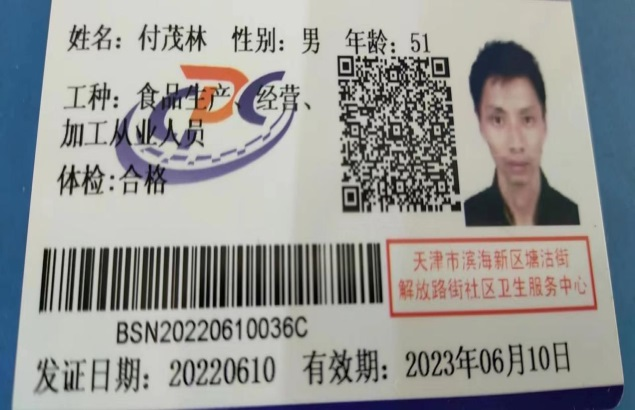 姓名：付茂林 性别：男 年龄：51
工种：食品生产、经营、
加工从业人员
体检:合格
天津市滨海新区塘沽街
解放路街社区卫生服务中心
BSN20220610036C
发证日期：20220610 有效期：2023年06月10日